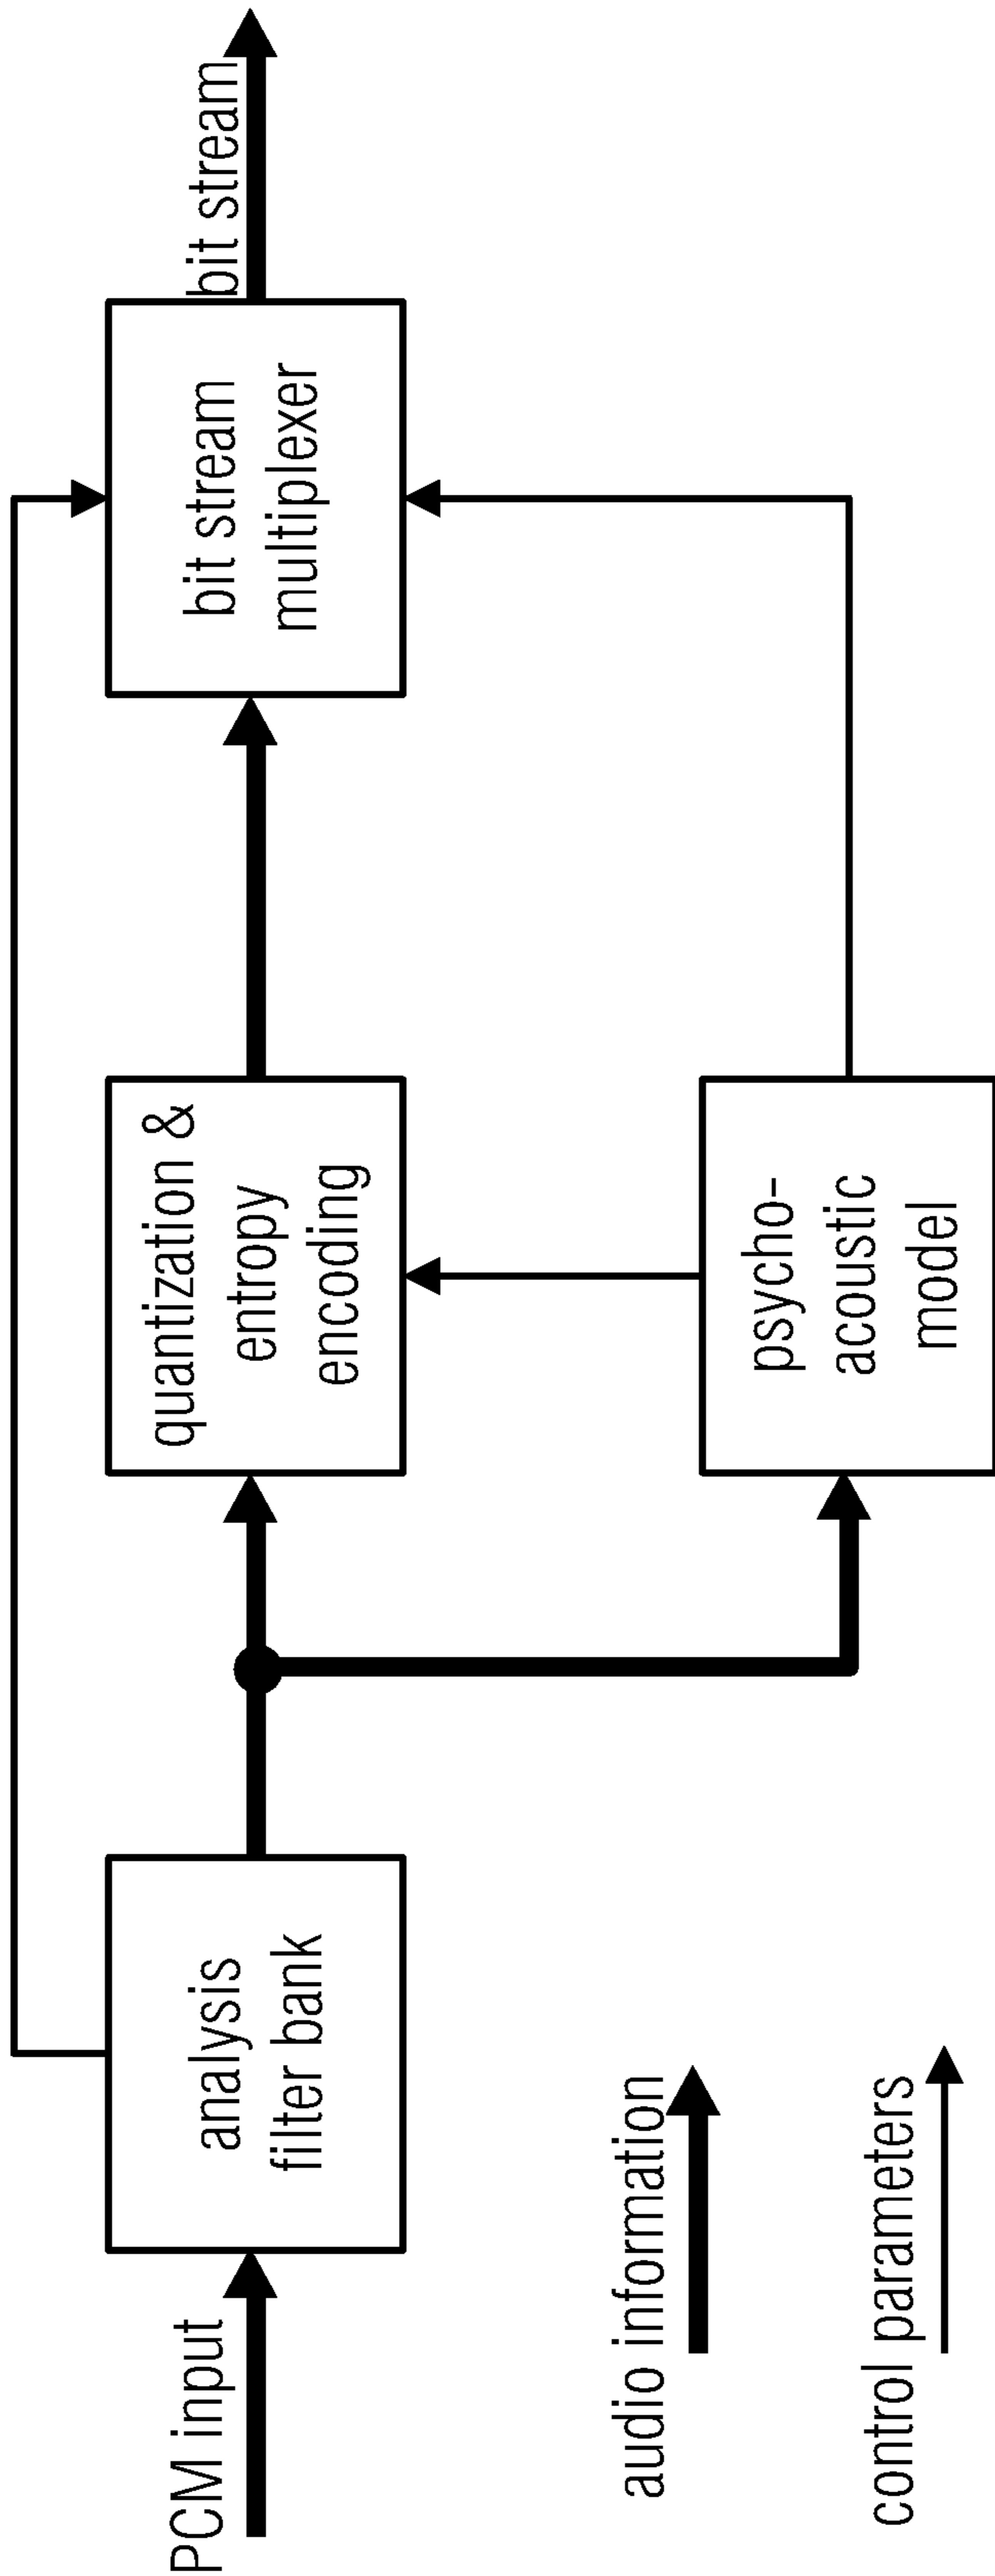 PCM input
analysis
filter bank
quantization &
entropy
encoding
bit stream
multiplexer
bit stream
psycho-
acoustic
model
audio information
control parameters